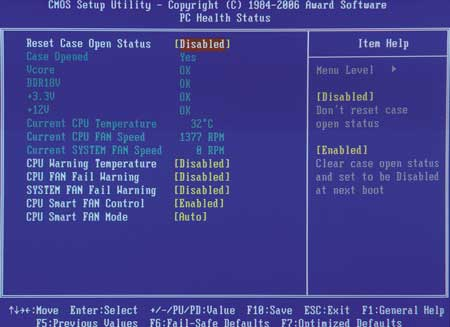 CMOS Setup Utility - Copyright (C) 1984-2006 Award Software
PC Health Status
Reset Case Open Status [Disabled]
Case Opened Yes
Vcore OK
DDR18V OK
+3.3V OK
+12V OK
Current CPU Temperature 32°C
Current CPU FAN Speed 1377 RPM
Current SYSTEM FAN Speed 0 RPM
CPU Warning Temperature [Disabled]
CPU FAN Fail Warning [Disabled]
SYSTEM FAN Fail Warning [Disabled]
CPU Smart FAN Control [Enabled]
CPU Smart FAN Mode [Auto]
Item Help
Menu Level ▶
[Disabled]
Don't reset case
open status
[Enabled]
Clear case open status
and set to be Disabled
at next boot
↑↓→←:Move Enter:Select +/-/PU/PD:Value F10:Save ESC:Exit F1:General Help
F5:Previous Values F6:Fail-Safe Defaults F7:Optimized Defaults